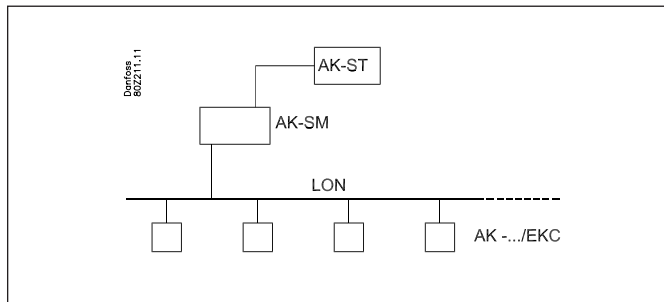 Danfoss
80Z211.11
AK-ST
AK-SM
LON
AK -.../EKC